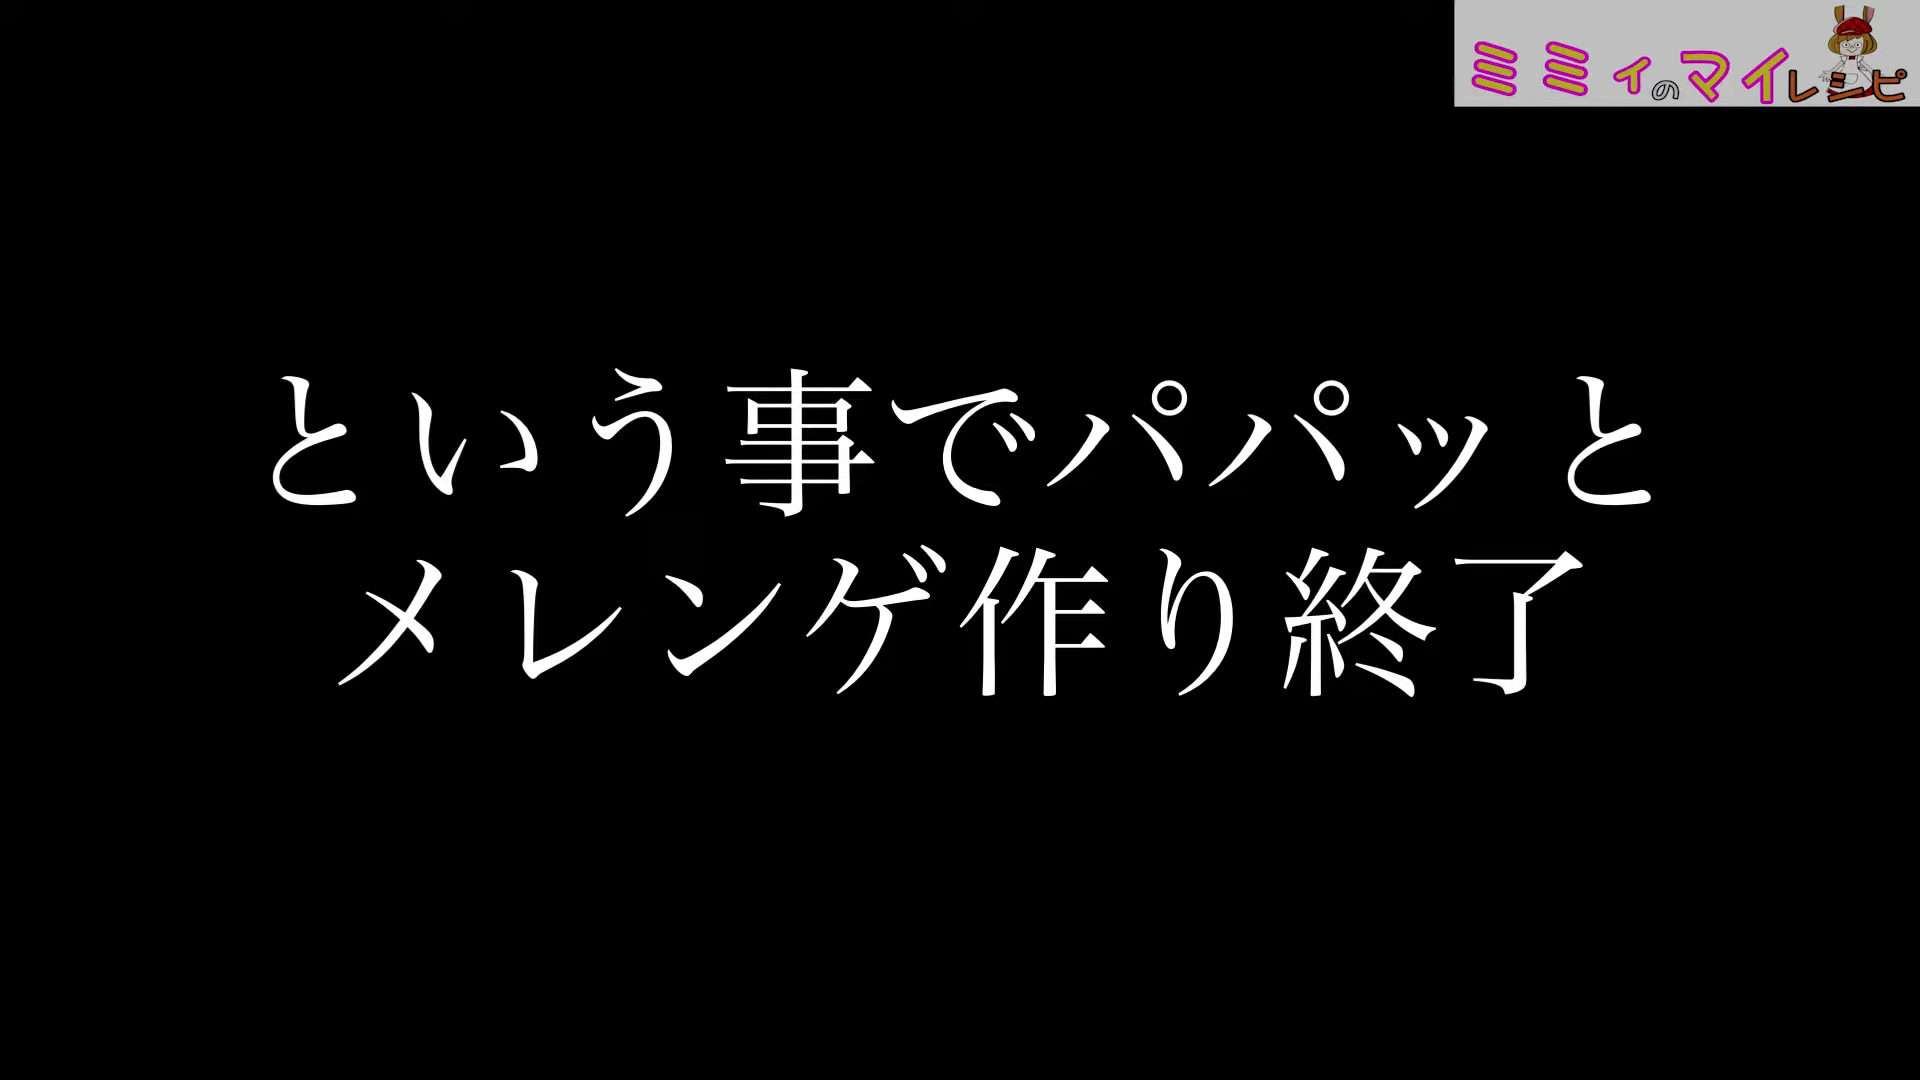 ミミィのマイレシピ
という事でパパッと
メレンゲ作り終了